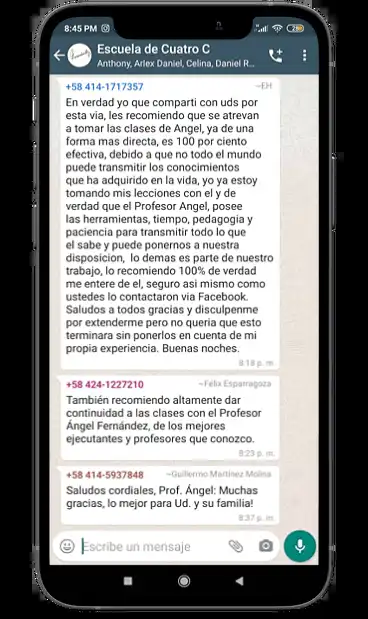 8:45 PM
Escuela de Cuatro C
Anthony, Arlex Daniel, Celina, Daniel R...
+58 414-1717357 ~EH
En verdad yo que comparti con uds por
esta via, les recomiendo que se atrevan
a tomar las clases de Angel, ya de una
forma mas directa, es 100 por ciento
efectiva, debido a que no todo el mundo
puede transmitir los conocimientos
que ha adquirido en la vida, yo ya estoy
tomando mis lecciones con el y de
verdad que el Profesor Angel, posee
las herramientas, tiempo, pedagogia y
paciencia para transmitir todo lo que
el sabe y puede ponernos a nuestra
disposicion, lo demas es parte de nuestro
trabajo, lo recomiendo 100% de verdad
me entere de el, seguro asi mismo como
ustedes lo contactaron via Facebook.
Saludos a todos gracias y disculpenme
por extenderme pero no queria que esto
terminara sin ponerlos en cuenta de mi
propia experiencia. Buenas noches.
8:18 p. m.
+58 424-1227210 ~Felix Esparragoza
También recomiendo altamente dar
continuidad a las clases con el Profesor
Ángel Fernández, de los mejores
ejecutantes y profesores que conozco.
8:23 p. m.
+58 414-5937848 ~Guillermo Martínez Molina
Saludos cordiales, Prof. Ángel: Muchas
gracias, lo mejor para Ud. y su familia!
8:37 p. m.
Escribe un mensaje